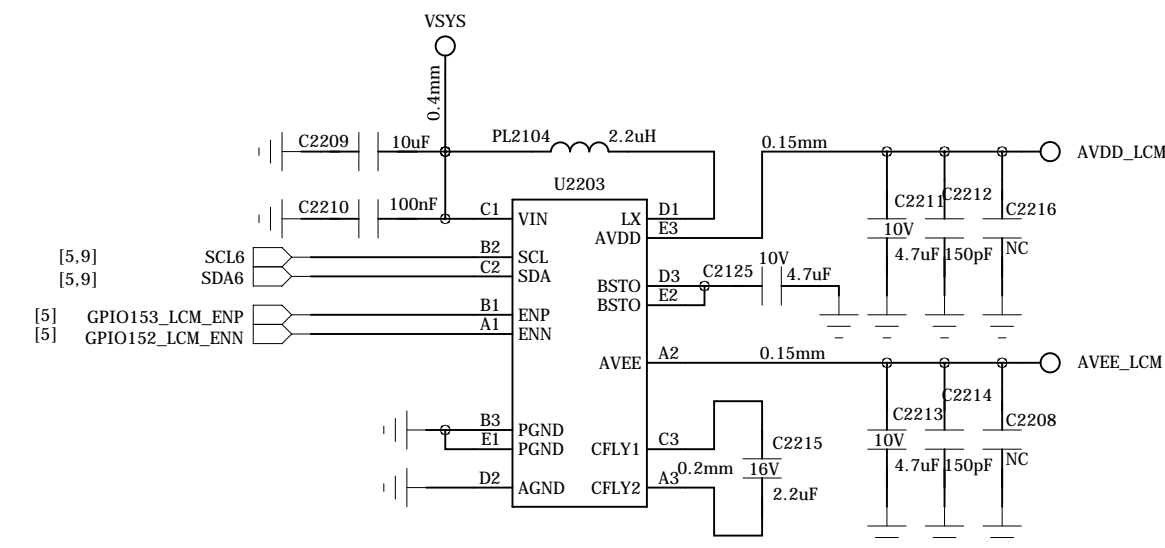 VSYS
0.4mm
C2209 10uF PL2104 2.2uH 0.15mm AVDD_LCM
U2203
C2210 100nF C1 VIN LX D1 C2211 C2212 C2216
AVDD E3
10V
[5,9] SCL6 B2 SCL
[5,9] SDA6 C2 SDA
4.7uF 150pF NC
BSTO D3 C2125 10V 4.7uF
BSTO E2
[5] GPIO153_LCM_ENP B1 ENP
[5] GPIO152_LCM_ENN A1 ENN
AVEE A2 0.15mm AVEE_LCM
C2213 C2214 C2208
10V
4.7uF 150pF NC
B3 PGND
E1 PGND CFLY1 C3 C2215
0.2mm 16V
D2 AGND CFLY2 A3 2.2uF